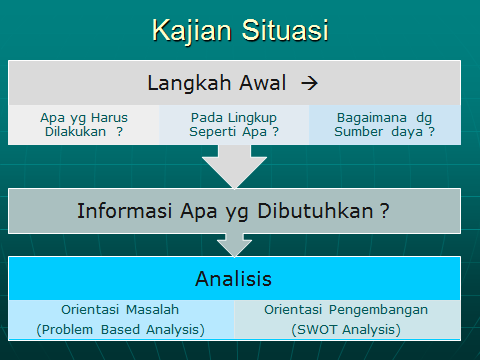 Kajian Situasi
Langkah Awal →
Apa yg Harus
Dilakukan ?
Pada Lingkup
Seperti Apa ?
Bagaimana dg
Sumber daya ?
Informasi Apa yg Dibutuhkan ?
Analisis
Orientasi Masalah
(Problem Based Analysis)
Orientasi Pengembangan
(SWOT Analysis)